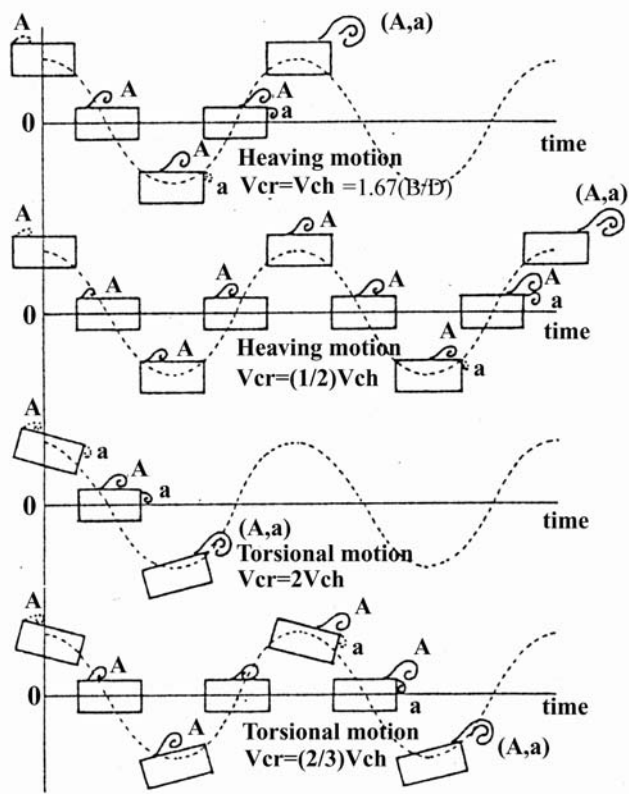 A
(A,a)
A
A
a
0
time
A
a
Heaving motion
Vcr=Vch =1.67(B/D)
A
A
(A,a)
A
A
A
A
a
0
time
A
A
a
Heaving motion
Vcr=(1/2)Vch
A
a
A
a
0
time
(A,a)
Torsional motion
Vcr=2Vch
A
A
a
A
A
a
0
time
A
(A,a)
Torsional motion
Vcr=(2/3)Vch